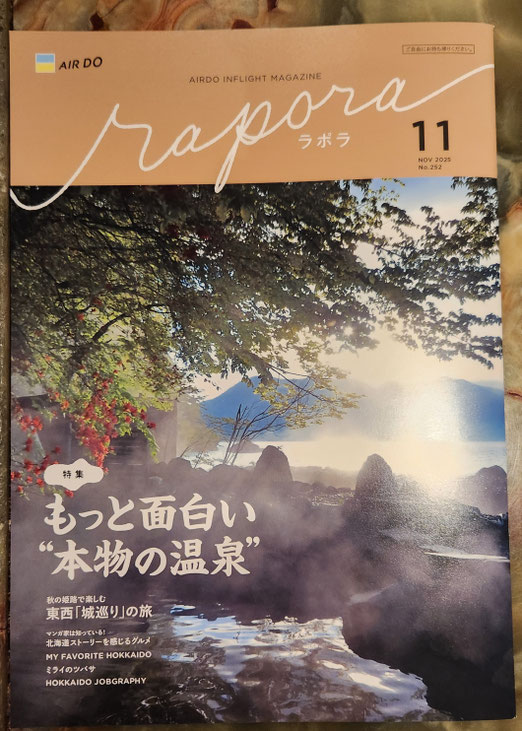 AIR DO
ご自由にお持ち帰りください。
AIRDO INFLIGHT MAGAZINE
rapora
ラポラ
11
NOV 2025
No.252
特集
もっと面白い
“本物の温泉”
秋の姫路で楽しむ
東西「城巡り」の旅
マンガ家は知っている!
北海道ストーリーを感じるグルメ
MY FAVORITE HOKKAIDO
ミライのツバサ
HOKKAIDO JOBGRAPHY